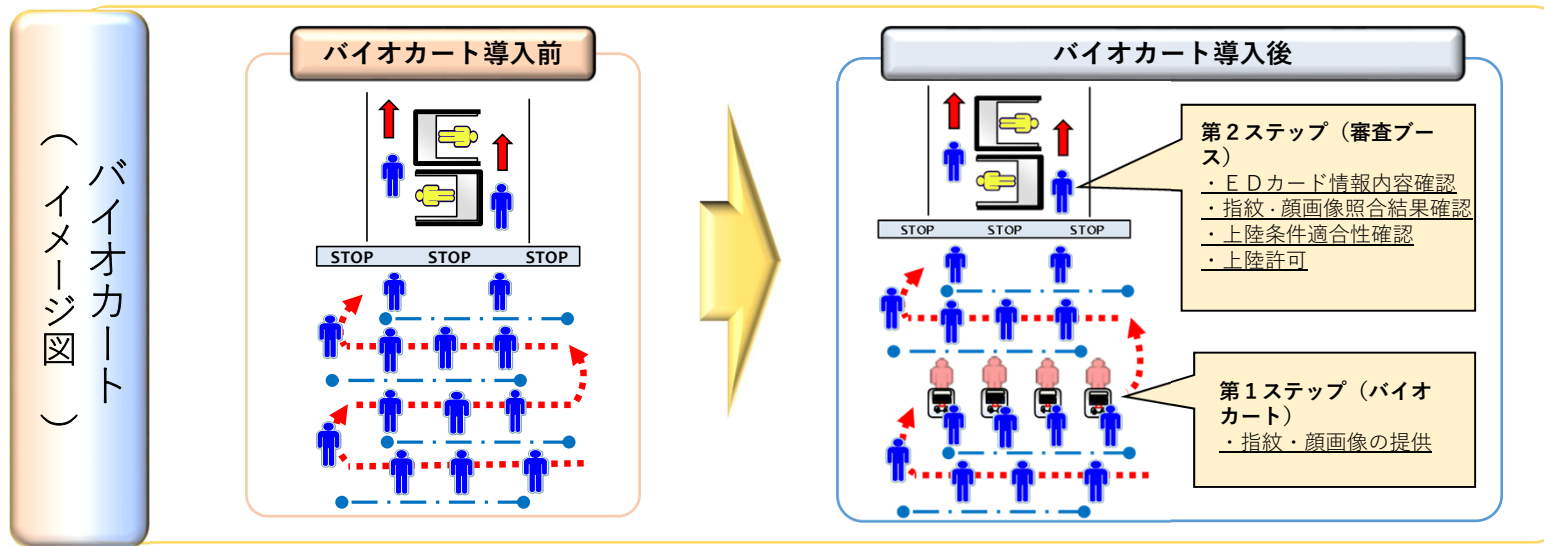 バイオカート
（イメージ図）
バイオカート導入前
STOP STOP STOP
バイオカート導入後
STOP STOP STOP
第２ステップ（審査ブー
ス）
・ＥＤカード情報内容確認
・指紋・顔画像照合結果確認
・上陸条件適合性確認
・上陸許可
第１ステップ（バイオ
カート）
・指紋・顔画像の提供